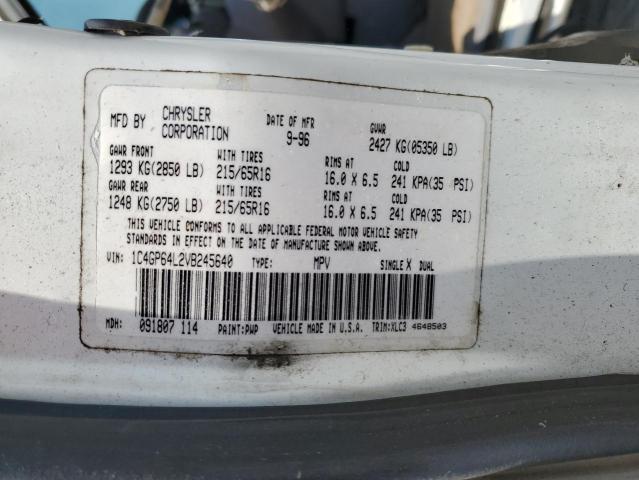 MFD BY CHRYSLER CORPORATION DATE OF MFR 9-96 GVWR 2427 KG(05350 LB)
GAWR FRONT WITH TIRES RIMS AT COLD
1293 KG(2850 LB) 215/65R16 16.0 X 6.5 241 KPA(35 PSI)
GAWR REAR WITH TIRES RIMS AT COLD
1248 KG(2750 LB) 215/65R16 16.0 X 6.5 241 KPA(35 PSI)
THIS VEHICLE CONFORMS TO ALL APPLICABLE FEDERAL MOTOR VEHICLE SAFETY
STANDARDS IN EFFECT ON THE DATE OF MANUFACTURE SHOWN ABOVE.
VIN: 1C4GP64L2VB245640 TYPE: MPV SINGLE X DUAL
MDH: 091807 114 PAINT:PWP VEHICLE MADE IN U.S.A. TRIM:XLC3 4648503